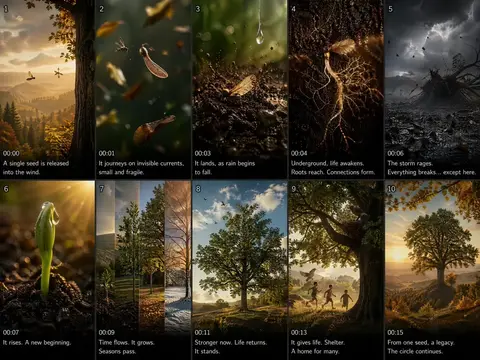 1
00:00
A single seed is released
into the wind.
2
00:01
It journeys on invisible currents,
small and fragile.
3
00:03
It lands, as rain begins
to fall.
4
00:04
Underground, life awakens.
Roots reach. Connections form.
5
00:06
The storm rages.
Everything breaks... except here.
6
00:07
It rises. A new beginning.
7
00:09
Time flows. It grows.
Seasons pass.
8
00:11
Stronger now. Life returns.
It stands.
9
00:13
It gives life. Shelter.
A home for many.
10
00:15
From one seed, a legacy.
The circle continues.